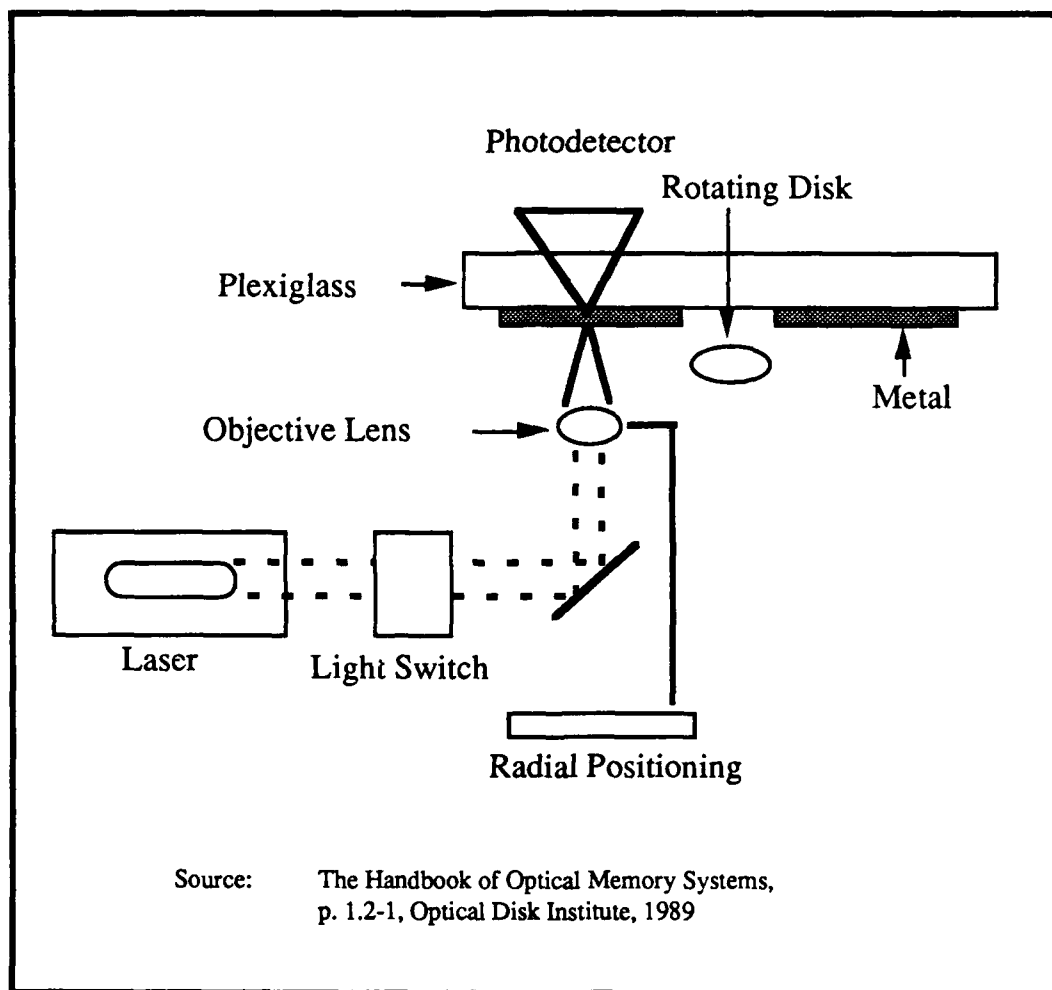 Photodetector
Rotating Disk
Plexiglass
Metal
Objective Lens
Laser
Light Switch
Radial Positioning
Source: The Handbook of Optical Memory Systems,
p. 1.2-1, Optical Disk Institute, 1989